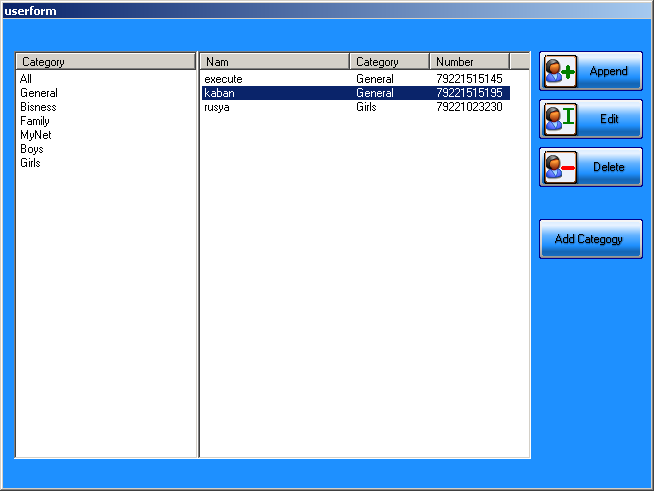 userform
Category
All
General
Bisness
Family
MyNet
Boys
Girls
Nam Category Number
execute General 79221515145
kaban General 79221515195
rusya Girls 79221023230
Append
Edit
Delete
Add Categogy